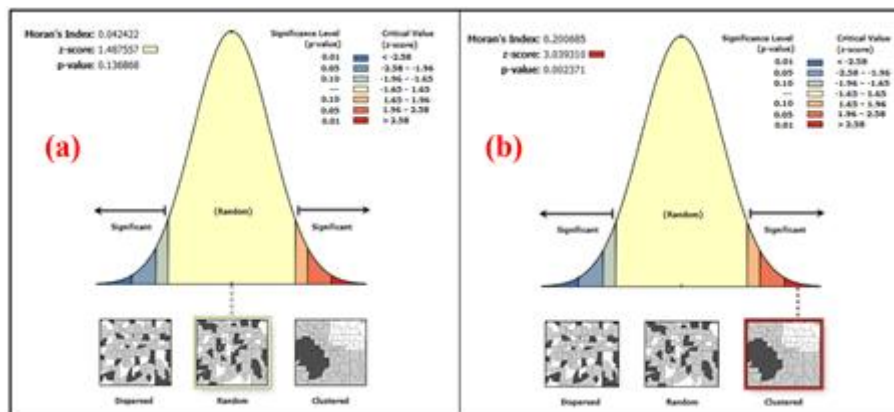 Moran's Index: 0.042422
z-score: 1.487557
p-value: 0.136868
Significance Level
(p-value)
Critical Value
(z-score)
0.01 < -2.58
0.05 -2.58 - -1.96
0.10 -1.96 - -1.65
--- -1.65 - 1.65
0.10 1.65 - 1.96
0.05 1.96 - 2.58
0.01 > 2.58
(a)
(Random)
Significant
Significant
Dispersed
Random
Clustered
Moran's Index: 0.200685
z-score: 3.039310
p-value: 0.002371
Significance Level
(p-value)
Critical Value
(z-score)
0.01 < -2.58
0.05 -2.58 - -1.96
0.10 -1.96 - -1.65
--- -1.65 - 1.65
0.10 1.65 - 1.96
0.05 1.96 - 2.58
0.01 > 2.58
(b)
(Random)
Significant
Significant
Dispersed
Random
Clustered